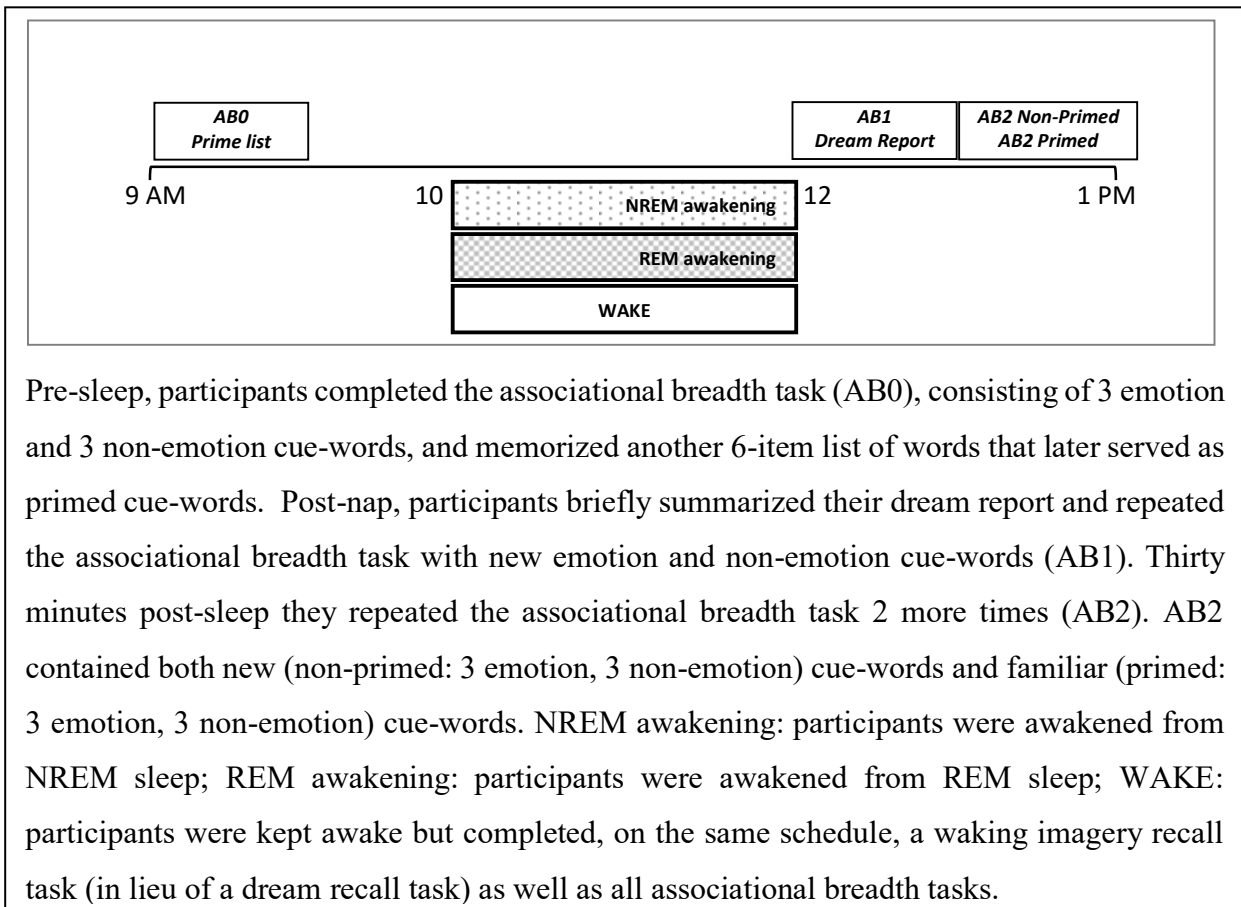 AB0
Prime list
AB1
Dream Report
AB2 Non-Primed
AB2 Primed
9 AM
10
12
1 PM
NREM awakening
REM awakening
WAKE
Pre-sleep, participants completed the associational breadth task (AB0), consisting of 3 emotion
and 3 non-emotion cue-words, and memorized another 6-item list of words that later served as
primed cue-words. Post-nap, participants briefly summarized their dream report and repeated
the associational breadth task with new emotion and non-emotion cue-words (AB1). Thirty
minutes post-sleep they repeated the associational breadth task 2 more times (AB2). AB2
contained both new (non-primed: 3 emotion, 3 non-emotion) cue-words and familiar (primed:
3 emotion, 3 non-emotion) cue-words. NREM awakening: participants were awakened from
NREM sleep; REM awakening: participants were awakened from REM sleep; WAKE:
participants were kept awake but completed, on the same schedule, a waking imagery recall
task (in lieu of a dream recall task) as well as all associational breadth tasks.